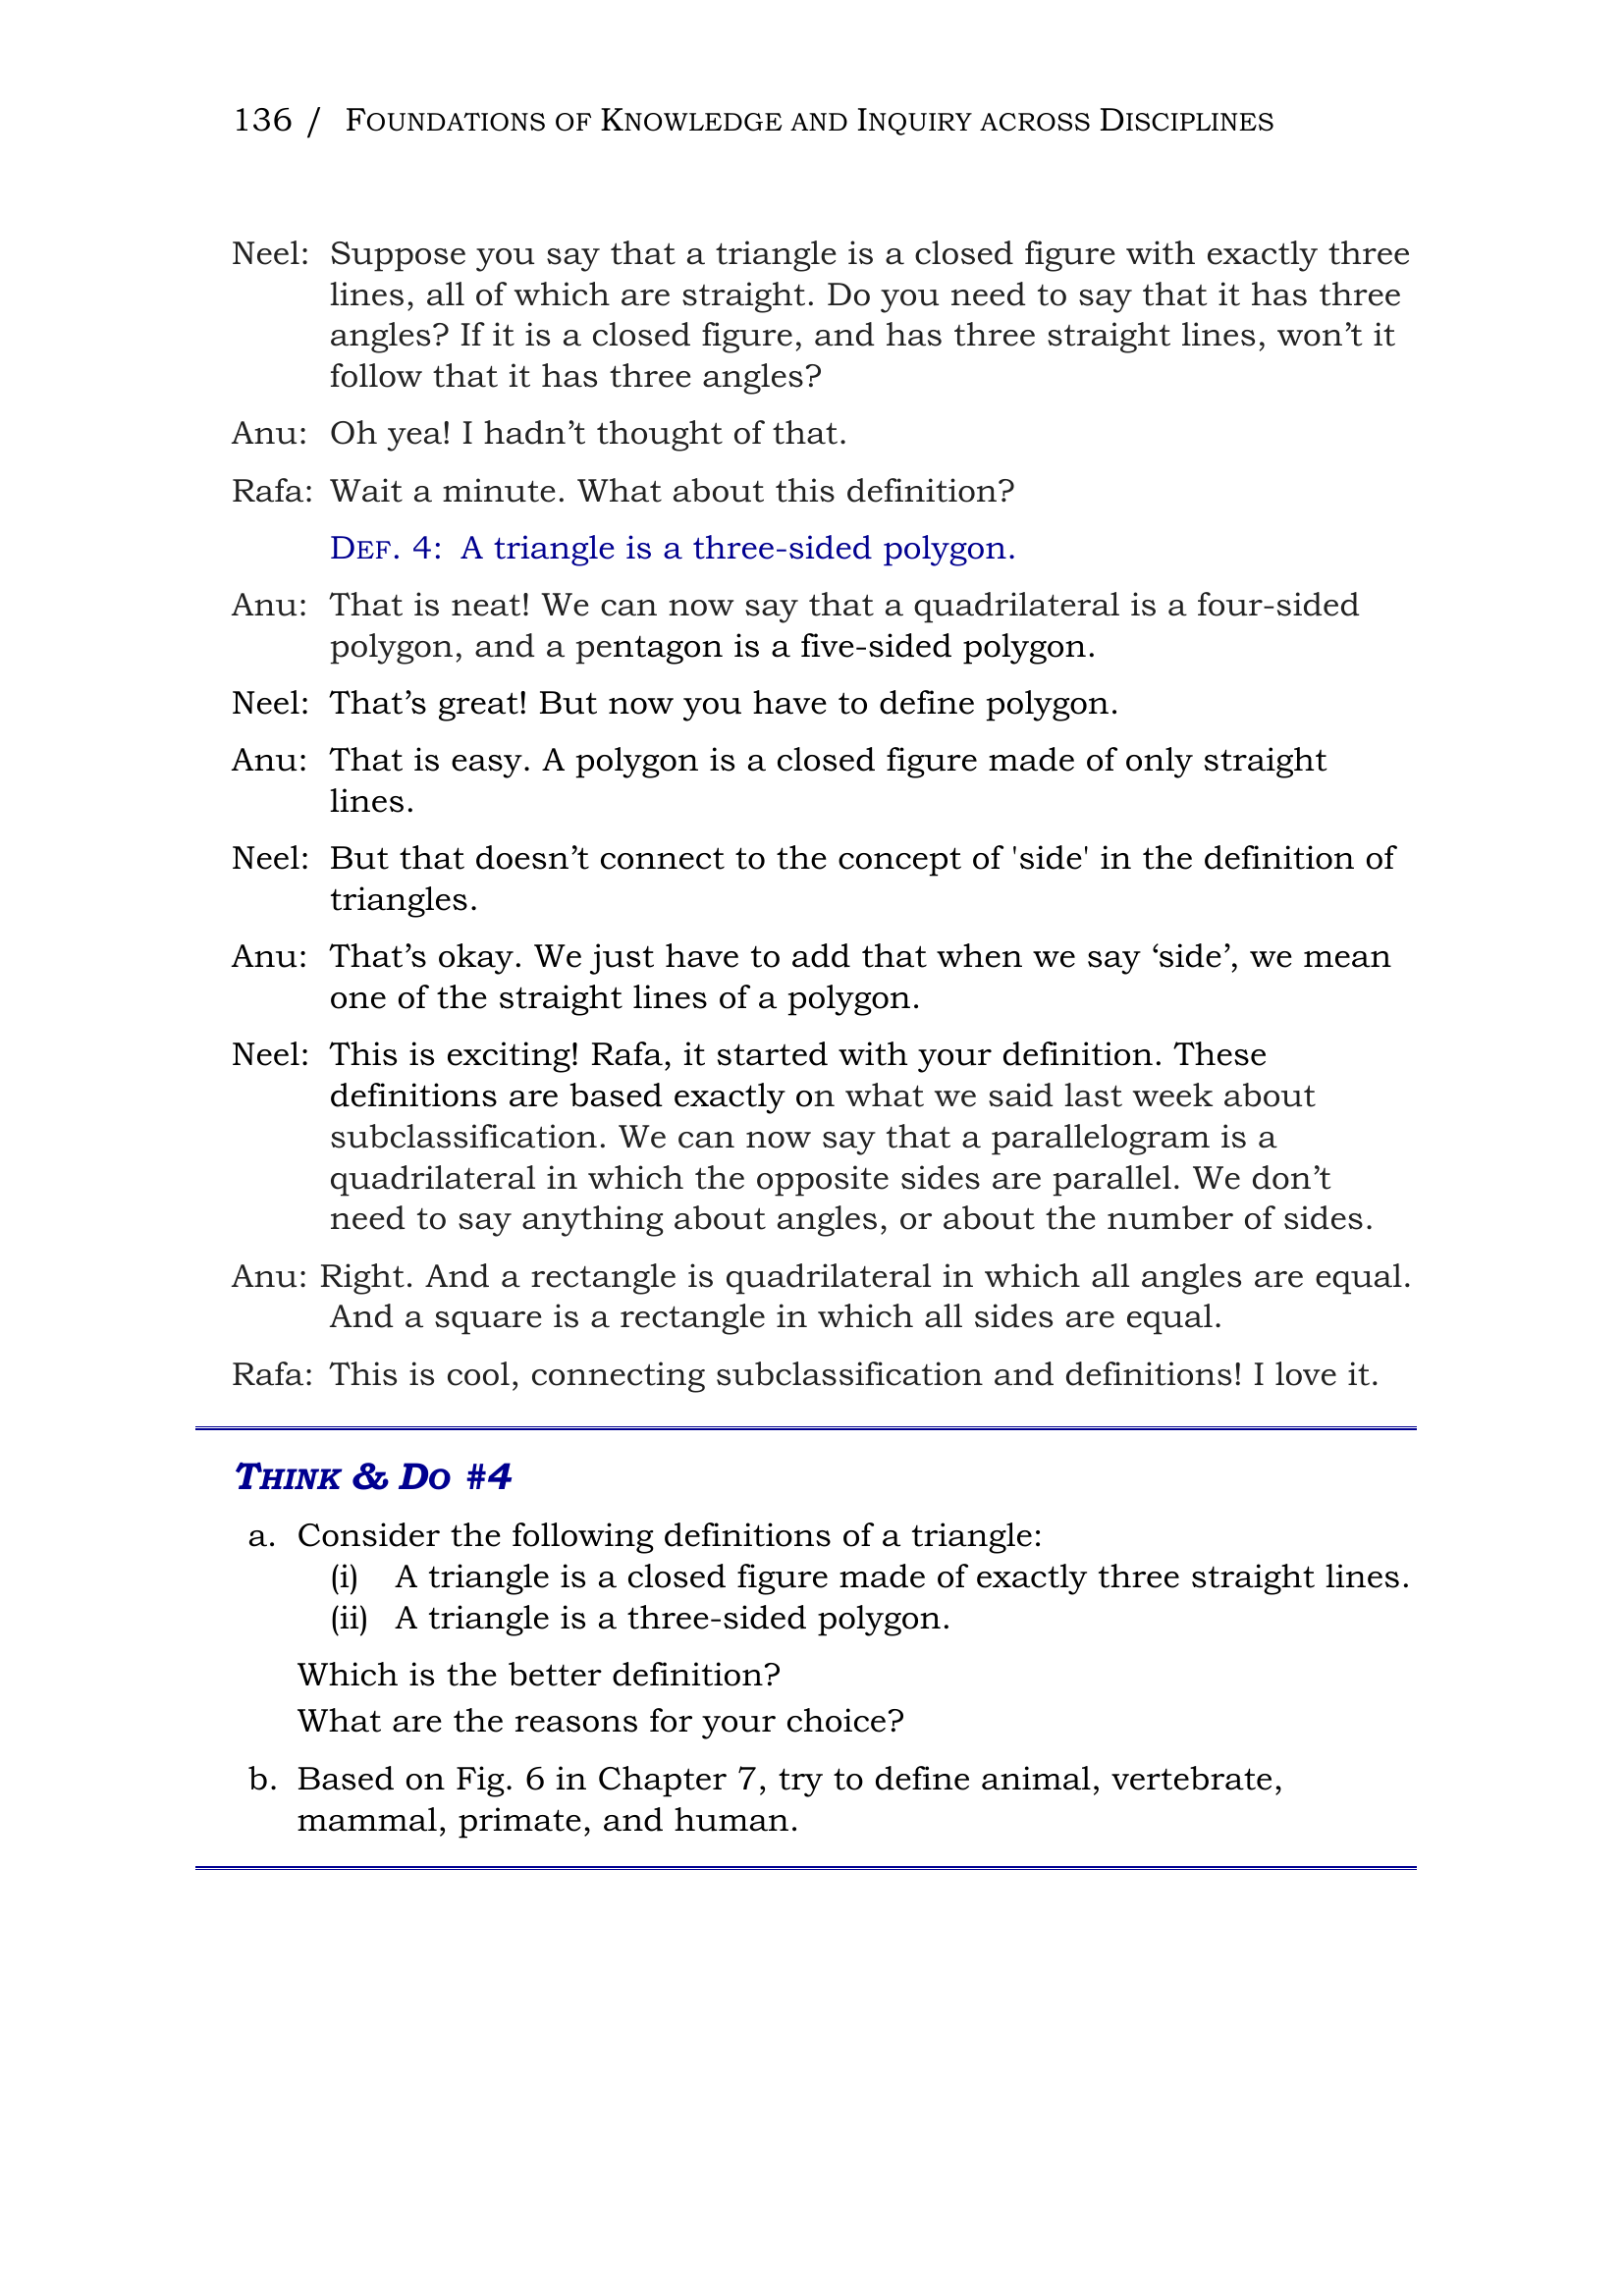 136 / FOUNDATIONS OF KNOWLEDGE AND INQUIRY ACROSS DISCIPLINES
Neel: Suppose you say that a triangle is a closed figure with exactly three
lines, all of which are straight. Do you need to say that it has three
angles? If it is a closed figure, and has three straight lines, won’t it
follow that it has three angles?
Anu: Oh yea! I hadn’t thought of that.
Rafa: Wait a minute. What about this definition?
DEF. 4: A triangle is a three-sided polygon.
Anu: That is neat! We can now say that a quadrilateral is a four-sided
polygon, and a pentagon is a five-sided polygon.
Neel: That’s great! But now you have to define polygon.
Anu: That is easy. A polygon is a closed figure made of only straight
lines.
Neel: But that doesn’t connect to the concept of 'side' in the definition of
triangles.
Anu: That’s okay. We just have to add that when we say ‘side’, we mean
one of the straight lines of a polygon.
Neel: This is exciting! Rafa, it started with your definition. These
definitions are based exactly on what we said last week about
subclassification. We can now say that a parallelogram is a
quadrilateral in which the opposite sides are parallel. We don’t
need to say anything about angles, or about the number of sides.
Anu: Right. And a rectangle is quadrilateral in which all angles are equal.
And a square is a rectangle in which all sides are equal.
Rafa: This is cool, connecting subclassification and definitions! I love it.
THINK & DO #4
a. Consider the following definitions of a triangle:
(i) A triangle is a closed figure made of exactly three straight lines.
(ii) A triangle is a three-sided polygon.
Which is the better definition?
What are the reasons for your choice?
b. Based on Fig. 6 in Chapter 7, try to define animal, vertebrate,
mammal, primate, and human.